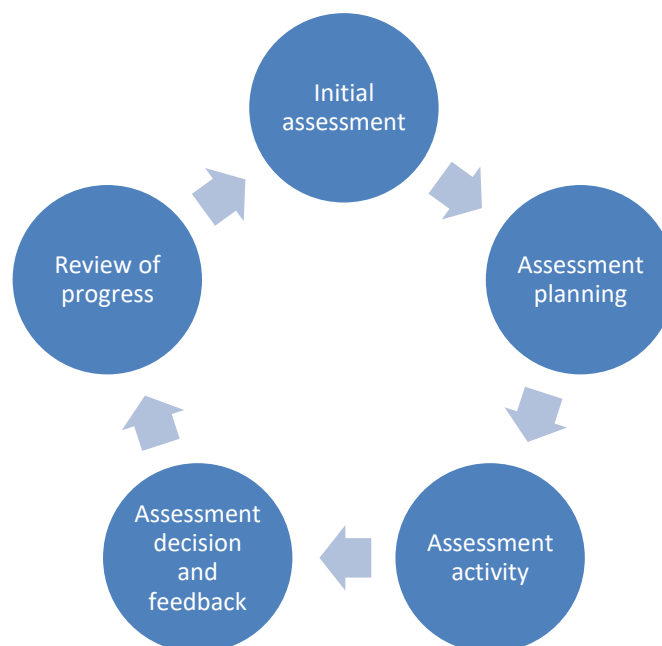 Initial
assessment
Assessment
planning
Assessment
activity
Assessment
decision
and
feedback
Review of
progress